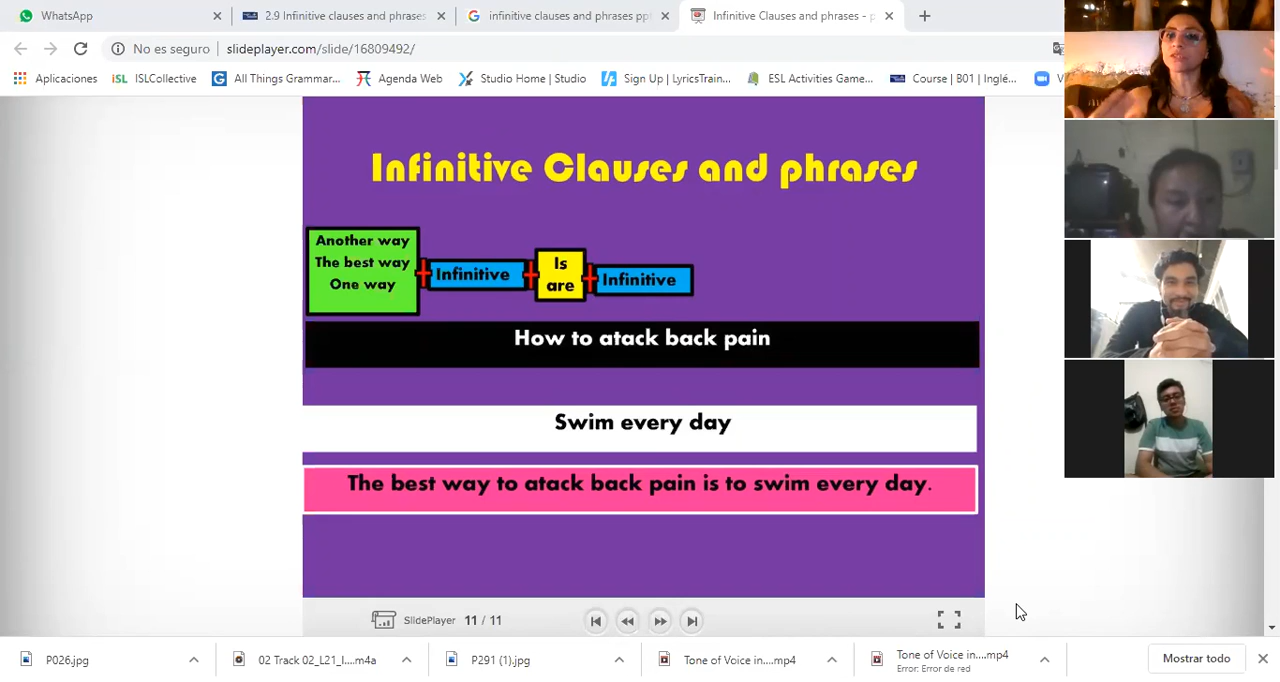 WhatsApp
2.9 Infinitive clauses and phrases
infinitive clauses and phrases pp
Infinitive Clauses and phrases - p
No es seguro
slideplayer.com/slide/16809492/
Aplicaciones
iSL ISLCollective
All Things Grammar...
Agenda Web
Studio Home | Studio
Sign Up | LyricsTrain...
ESL Activities Game...
Course | B01 | Inglé...
Infinitive Clauses and phrases
Another way
The best way
One way
+
Infinitive
+
Is
are
+
Infinitive
How to atack back pain
Swim every day
The best way to atack back pain is to swim every day.
SlidePlayer
11 / 11
P026.jpg
02 Track 02_L21_I....m4a
P291 (1).jpg
Tone of Voice in....mp4
Tone of Voice in....mp4
Error: Error de red
Mostrar todo